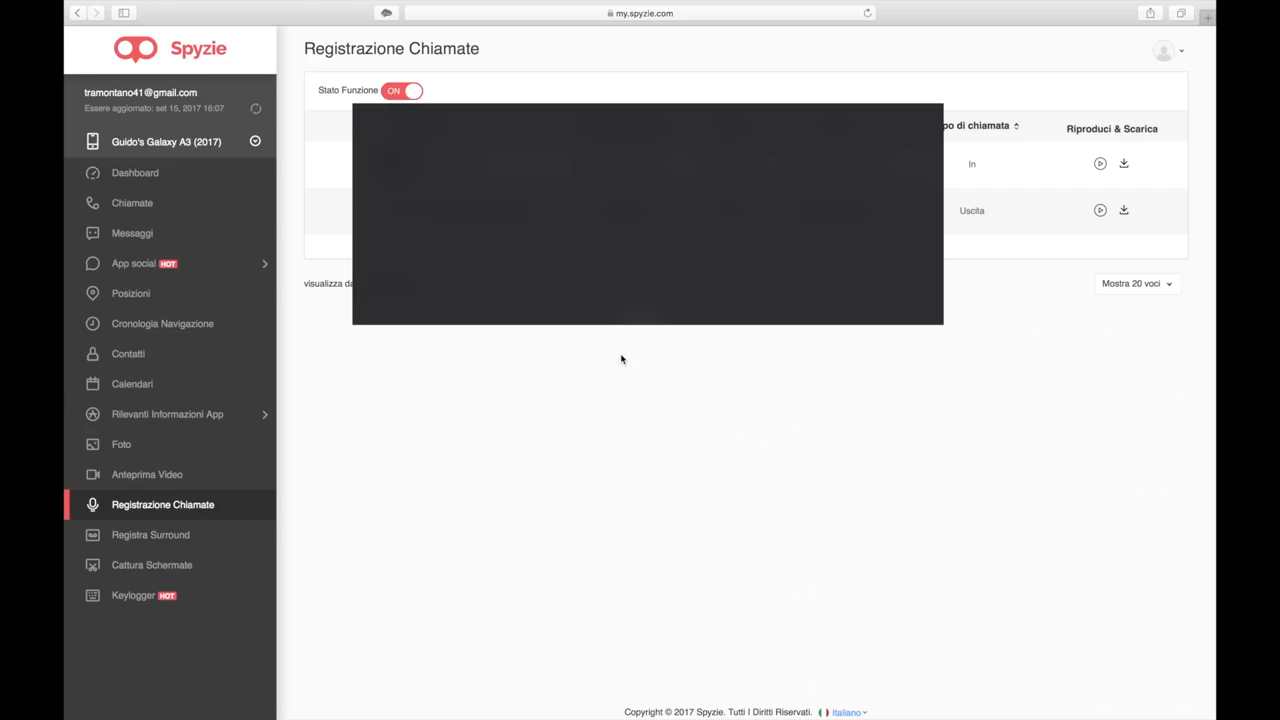 my.spyzie.com
Spyzie
Registrazione Chiamate
tramontano41@gmail.com
Essere aggiornato: set 15, 2017 16:07
Stato Funzione ON
Guido's Galaxy A3 (2017)
po di chiamata
Riproduci & Scarica
Dashboard
In
Chiamate
Uscita
Messaggi
App social HOT
visualizza da
Mostra 20 voci
Posizioni
Cronologia Navigazione
Contatti
Calendari
Rilevanti Informazioni App
Foto
Anteprima Video
Registrazione Chiamate
Registra Surround
Cattura Schermate
Keylogger HOT
Copyright © 2017 Spyzie. Tutti I Diritti Riservati.
Italiano